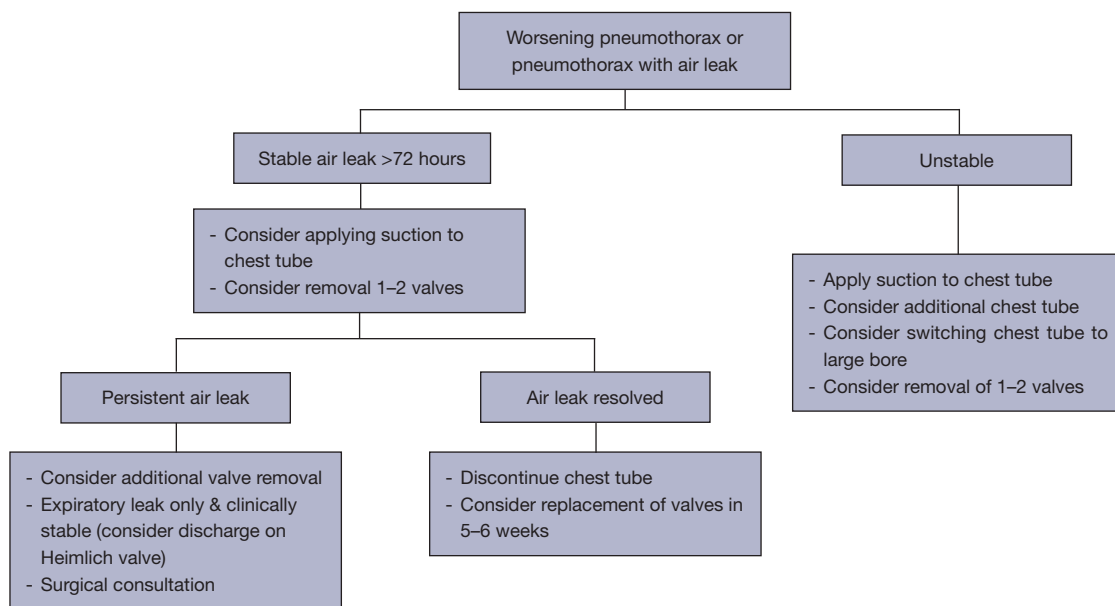 Worsening pneumothorax or
pneumothorax with air leak
Stable air leak >72 hours
Unstable
- Consider applying suction to
chest tube
- Consider removal 1–2 valves
- Apply suction to chest tube
- Consider additional chest tube
- Consider switching chest tube to
large bore
- Consider removal of 1–2 valves
Persistent air leak
Air leak resolved
- Consider additional valve removal
- Expiratory leak only & clinically
stable (consider discharge on
Heimlich valve)
- Surgical consultation
- Discontinue chest tube
- Consider replacement of valves in
5–6 weeks